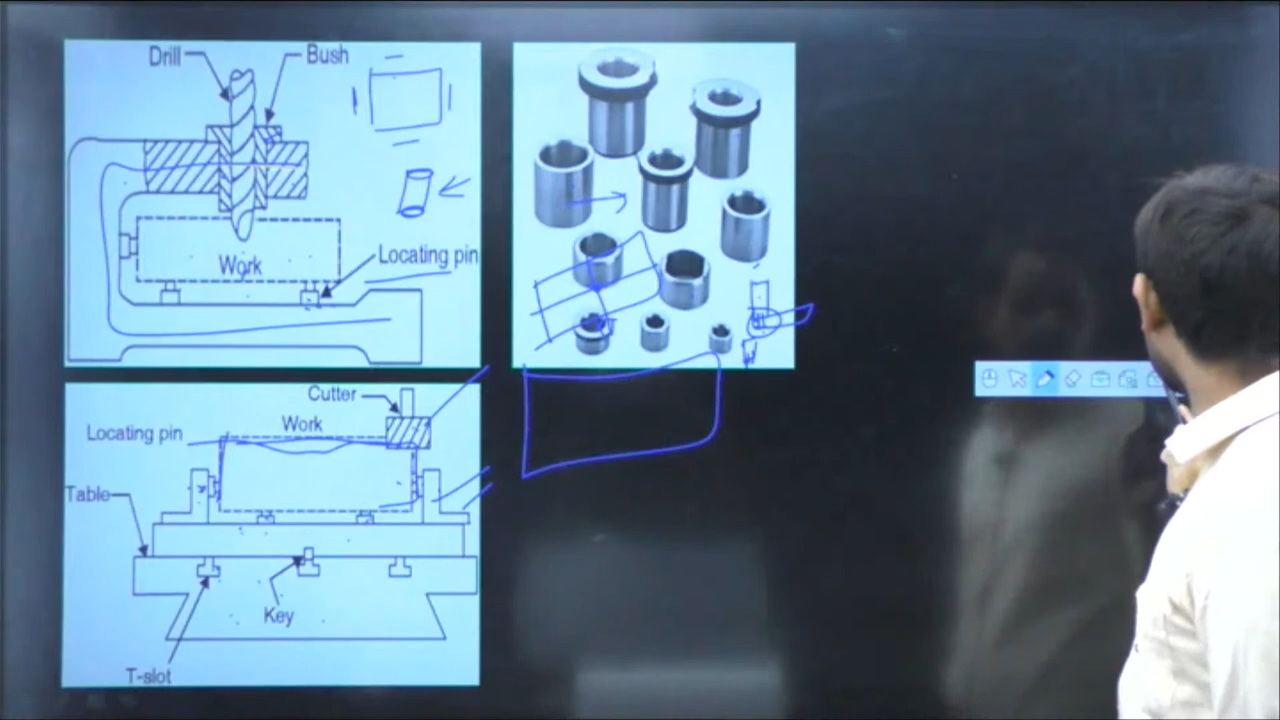 Drill
Bush
Work
Locating pin
Cutter
Work
Locating pin
Table
Key
T-slot